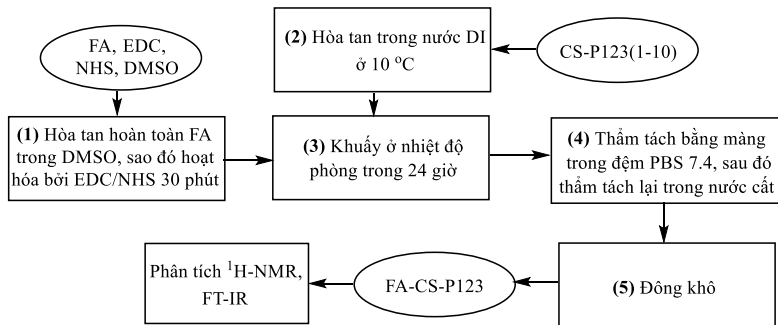 FA, EDC,
NHS, DMSO
(2) Hòa tan trong nước DI
ở 10 °C
CS-P123(1-10)
(1) Hòa tan hoàn toàn FA
trong DMSO, sao đó hoạt
hóa bởi EDC/NHS 30 phút
(3) Khuấy ở nhiệt độ
phòng trong 24 giờ
(4) Thẩm tách bằng màng
trong đệm PBS 7.4, sau đó
thẩm tách lại trong nước cất
Phân tích ¹H-NMR,
FT-IR
FA-CS-P123
(5) Đông khô